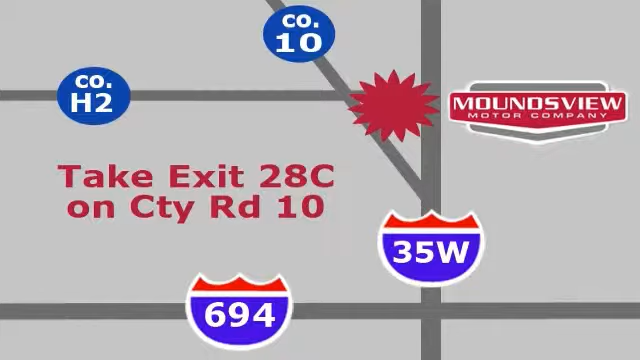 CO.
10
CO.
H2
MOUNDSVIEW
MOTOR COMPANY
Take Exit 28C
on Cty Rd 10
35W
694